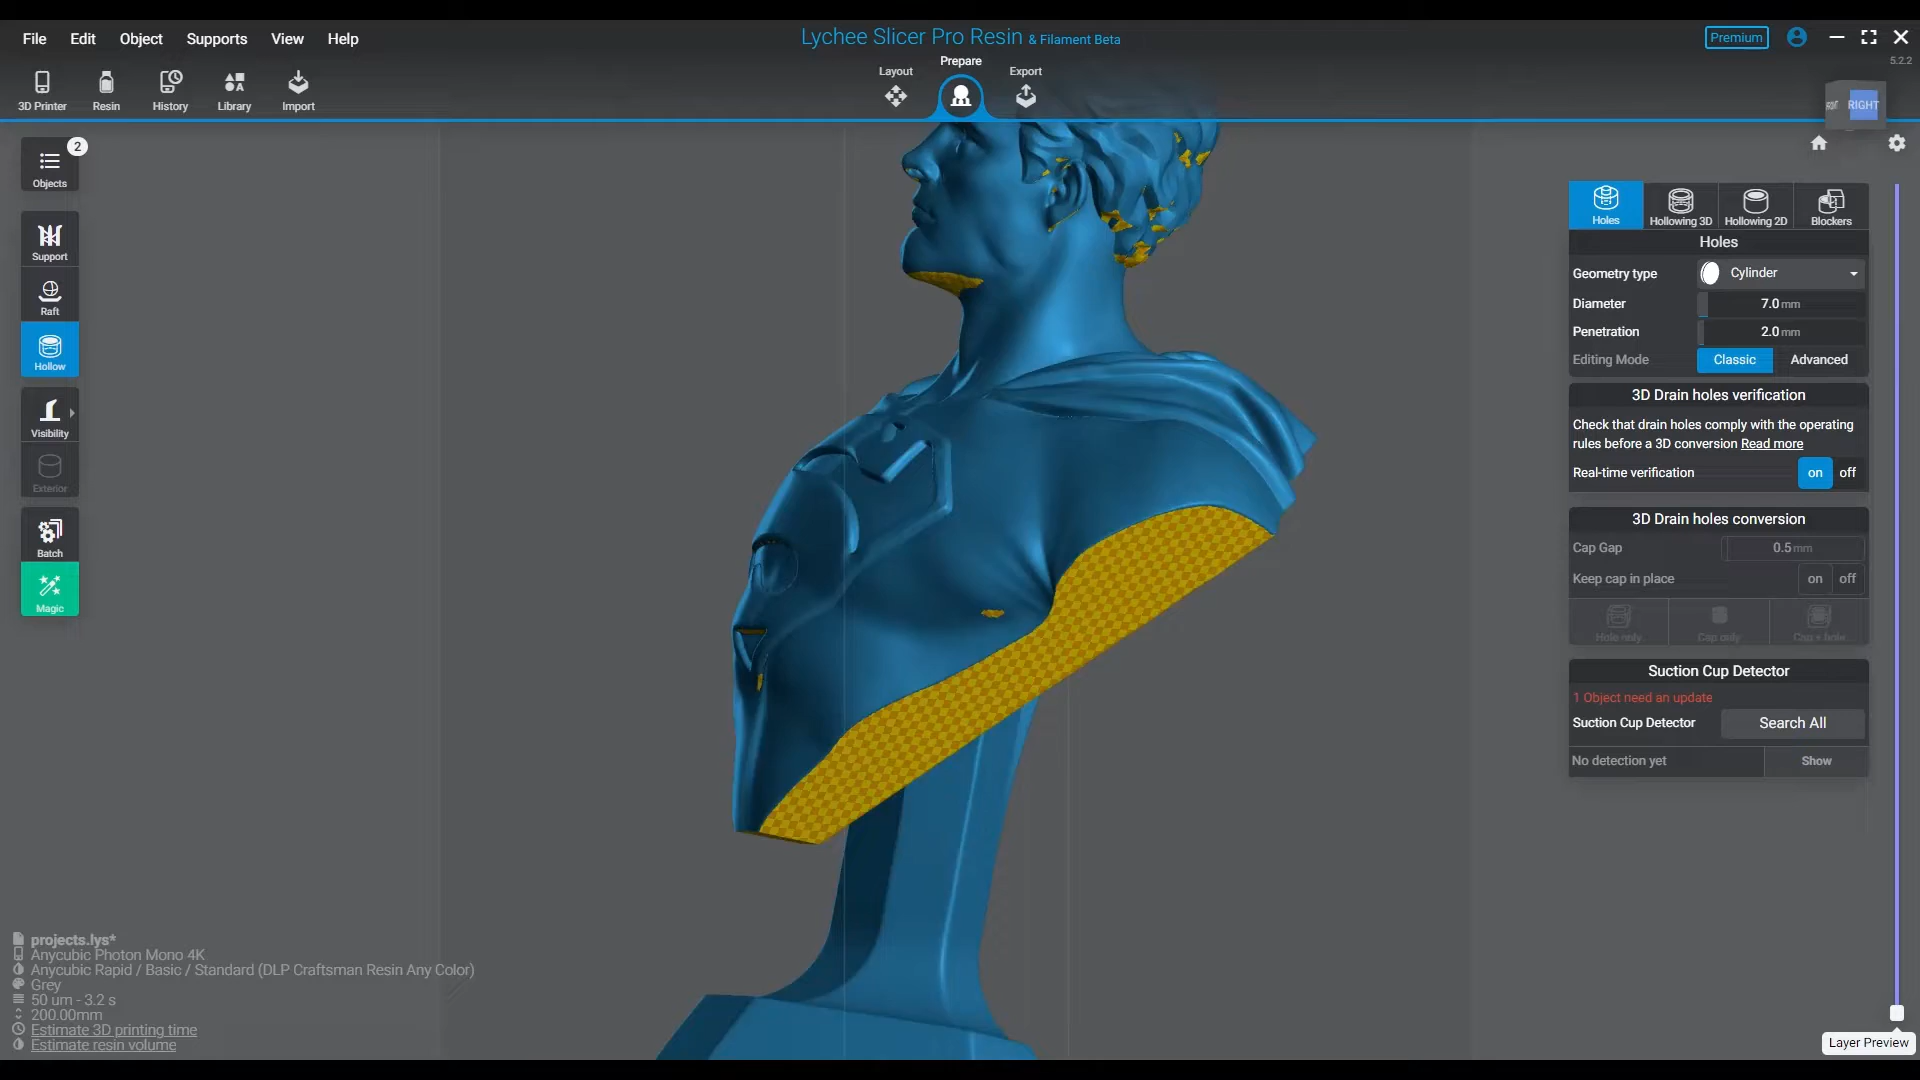 File Edit Object Supports View Help
Lychee Slicer Pro Resin & Filament Beta
Premium
5.2.2
3D Printer Resin History Library Import
Layout Prepare Export
RIGHT
2
Objects
Support
Raft
Hollow
Visibility
Exterior
Batch
Magic
Holes Hollowing 3D Hollowing 2D Blockers
Holes
Geometry type Cylinder
Diameter 7.0 mm
Penetration 2.0 mm
Editing Mode Classic Advanced
3D Drain holes verification
Check that drain holes comply with the operating
rules before a 3D conversion Read more
Real-time verification on off
3D Drain holes conversion
Cap Gap 0.5 mm
Keep cap in place on off
Hole only Cap only Cap + hole
Suction Cup Detector
1 Object need an update
Suction Cup Detector Search All
No detection yet Show
projects.lys*
Anycubic Photon Mono 4K
Anycubic Rapid / Basic / Standard (DLP Craftsman Resin Any Color)
Grey
50 um - 3.2 s
200.00mm
Estimate 3D printing time
Estimate resin volume
Layer Preview